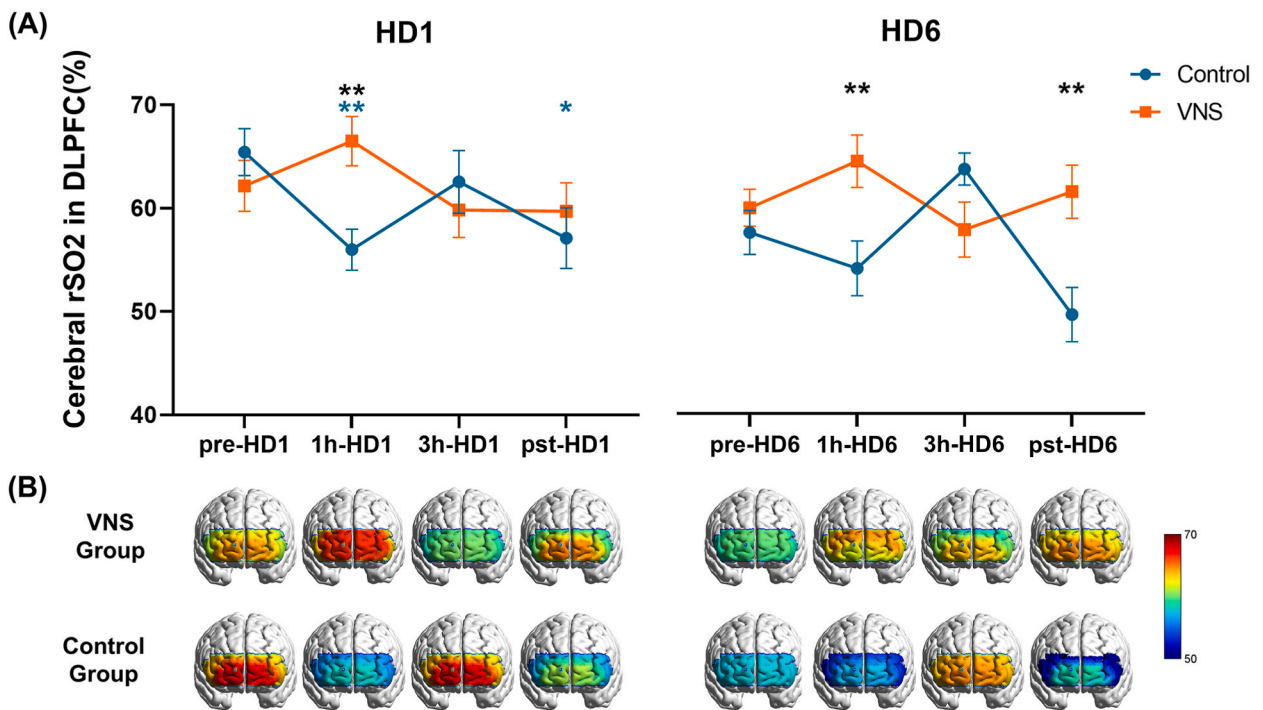 (A)
HD1
HD6
Cerebral rSO2 in DLPFC(%)
Control
VNS
70
60
50
40
**
**
*
**
**
pre-HD1 1h-HD1 3h-HD1 pst-HD1
pre-HD6 1h-HD6 3h-HD6 pst-HD6
(B)
VNS
Group
Control
Group
70
50